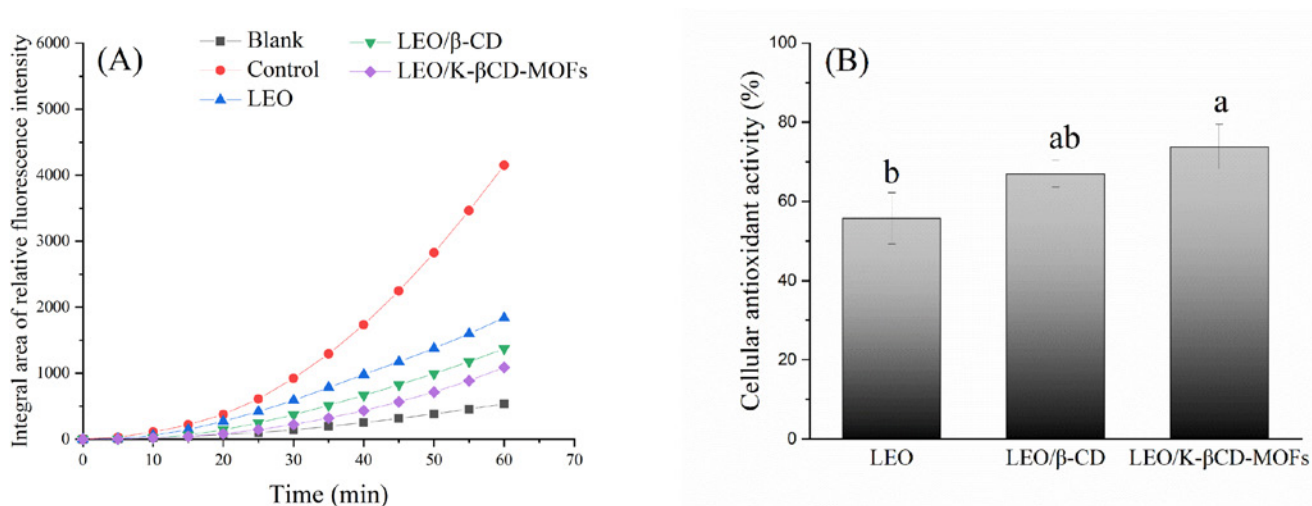 (A)
Blank
Control
LEO
LEO/β-CD
LEO/K-βCD-MOFs
Integral area of relative fluorescence intensity
6000
5000
4000
3000
2000
1000
0
0 10 20 30 40 50 60 70
Time (min)
(B)
Cellular antioxidant activity (%)
100
80
60
40
20
0
b
ab
a
LEO LEO/β-CD LEO/K-βCD-MOFs